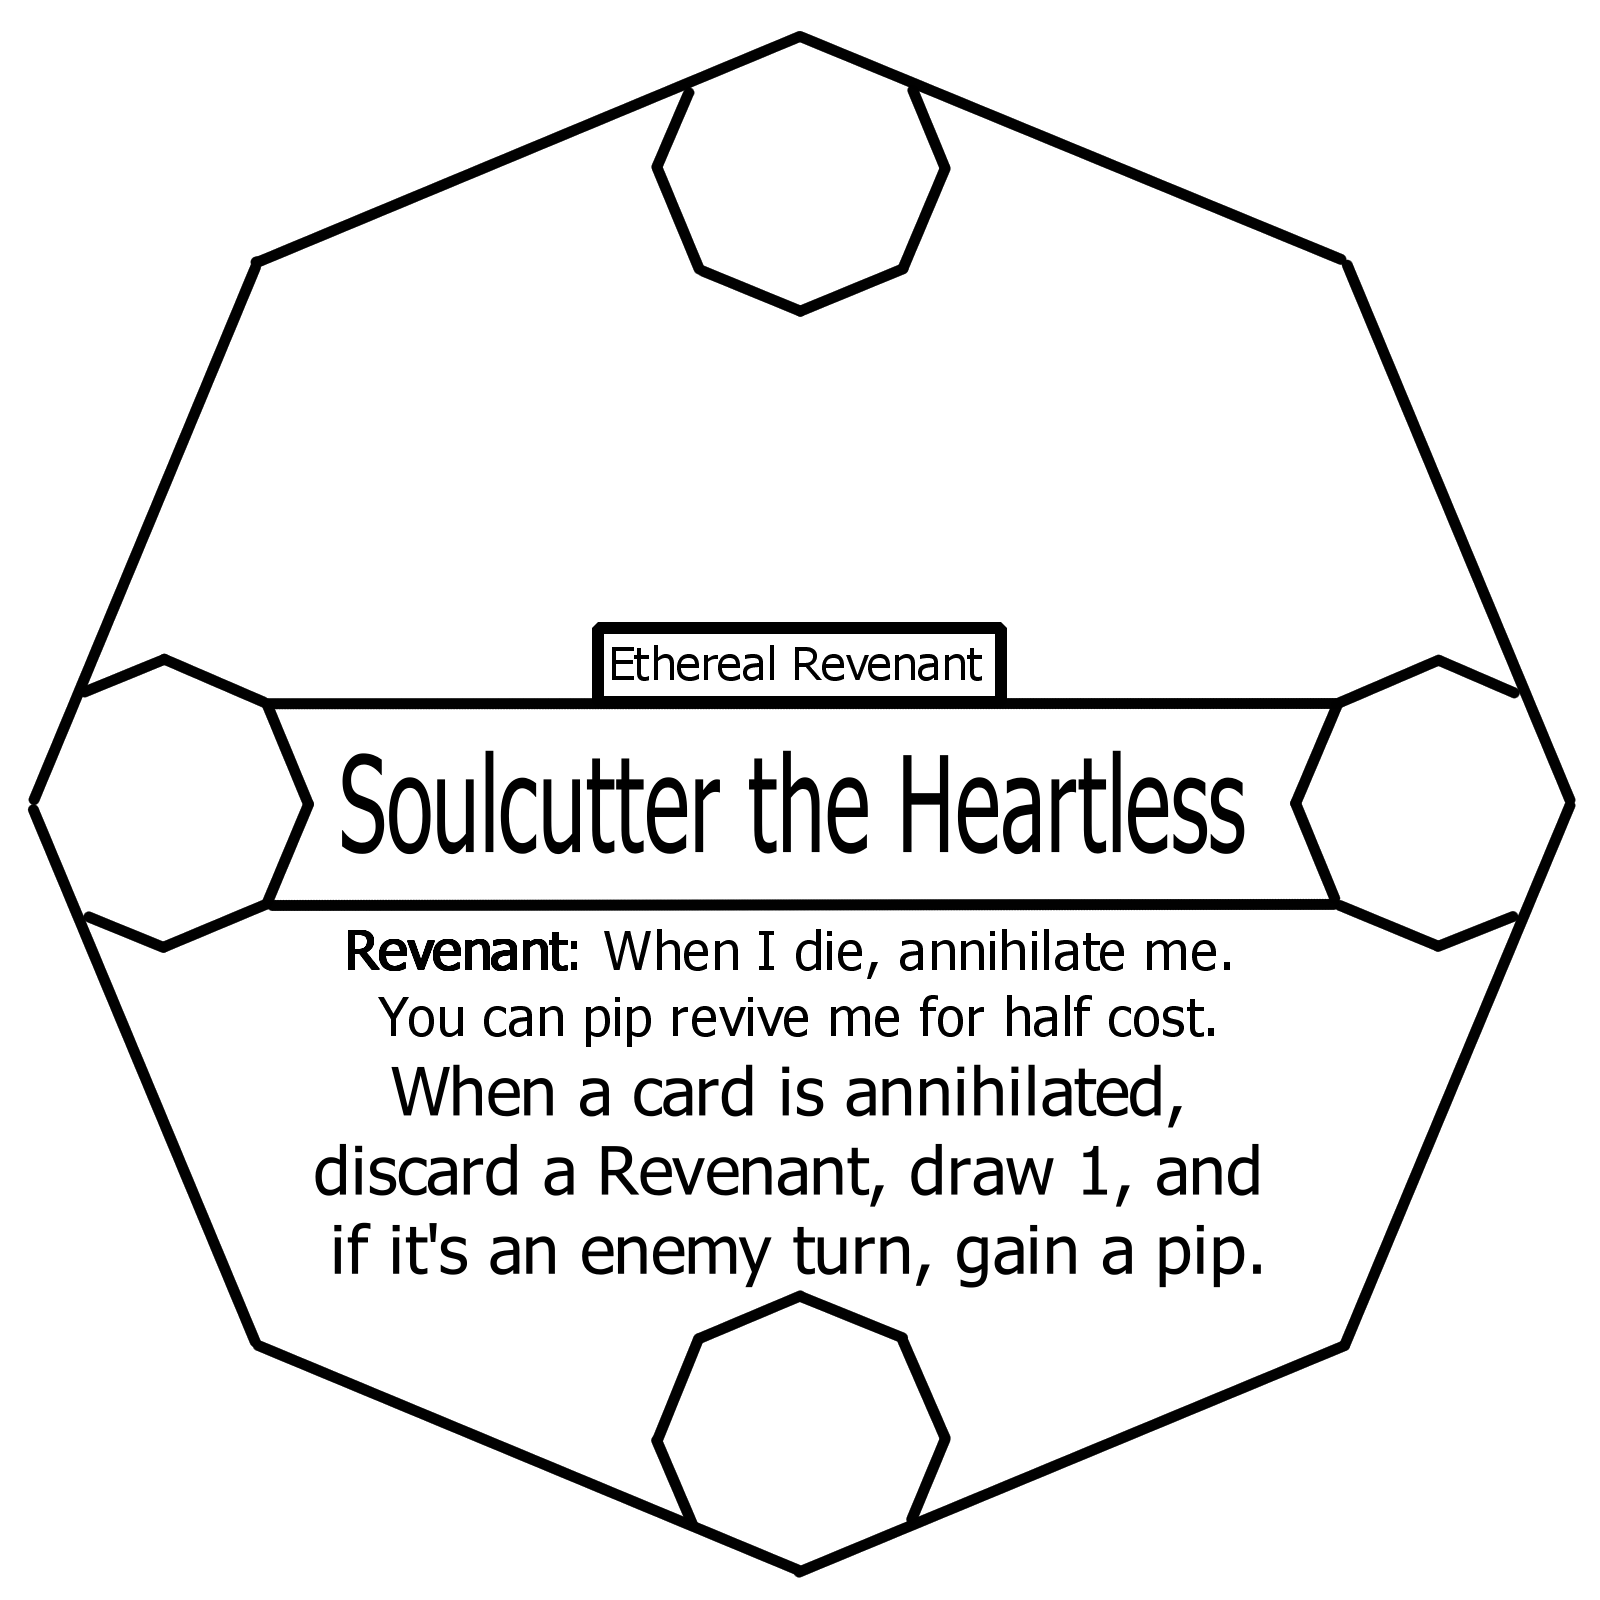 Ethereal Revenant
Soulcutter the Heartless
Revenant: When I die, annihilate me.
You can pip revive me for half cost.
When a card is annihilated,
discard a Revenant, draw 1, and
if it's an enemy turn, gain a pip.